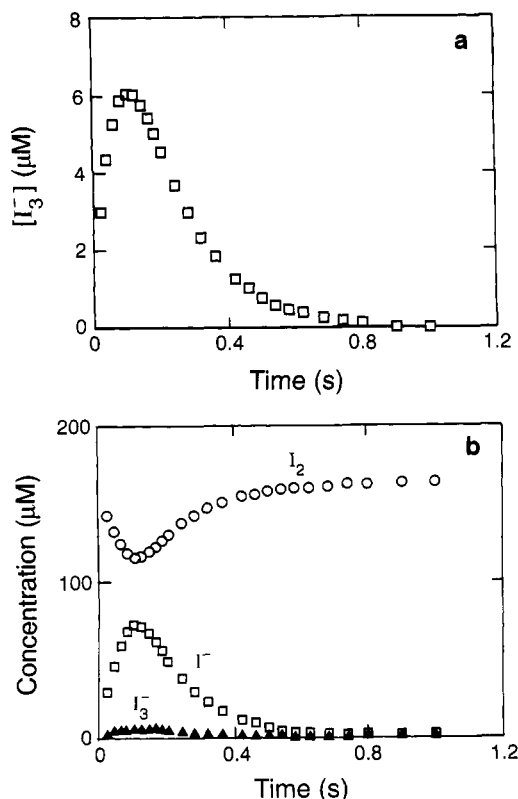 a
8
6
4
2
0
[I₃⁻] (μM)
0
0.4
0.8
1.2
Time (s)
b
200
100
0
Concentration (μM)
I₂
I⁻
I₃⁻
0
0.4
0.8
1.2
Time (s)